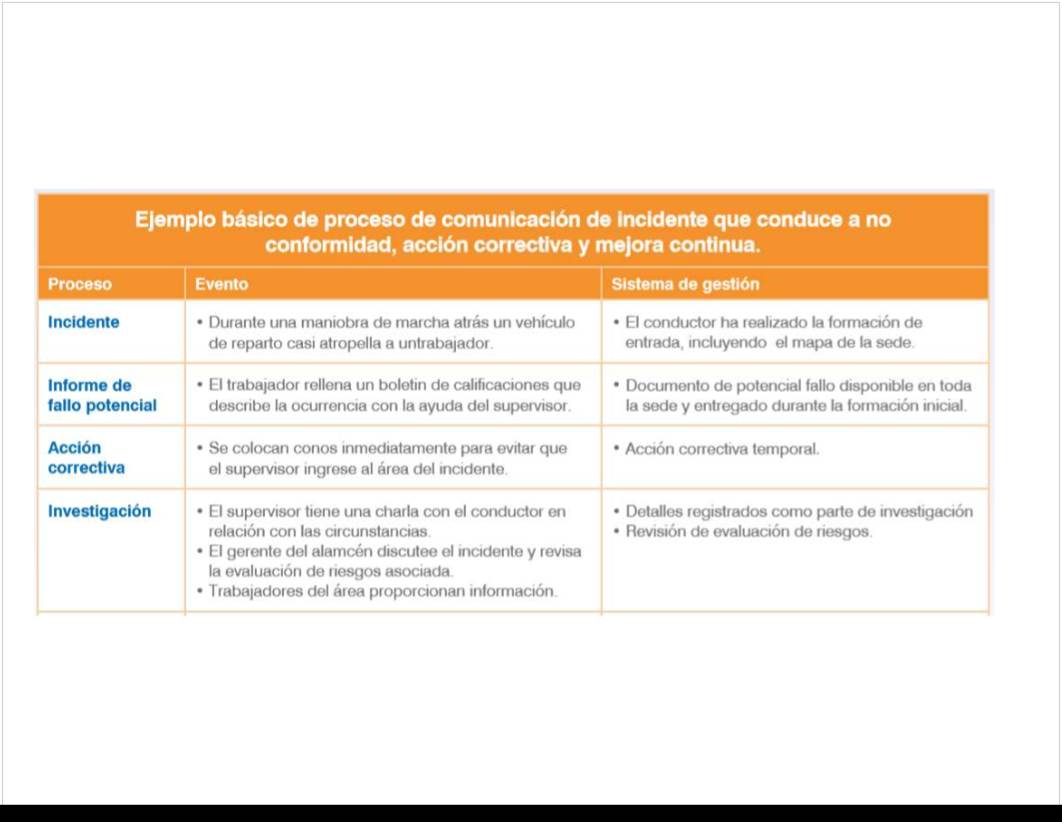 Ejemplo básico de proceso de comunicación de incidente que conduce a no
conformidad, acción correctiva y mejora continua.
Proceso
Evento
Sistema de gestión
Incidente
• Durante una maniobra de marcha atrás un vehículo
de reparto casi atropella a untrabajador.
• El conductor ha realizado la formación de
entrada, incluyendo el mapa de la sede.
Informe de
fallo potencial
• El trabajador rellena un boletin de calificaciones que
describe la ocurrencia con la ayuda del supervisor.
• Documento de potencial fallo disponible en toda
la sede y entregado durante la formación inicial.
Acción
correctiva
• Se colocan conos inmediatamente para evitar que
el supervisor ingrese al área del incidente.
• Acción correctiva temporal.
Investigación
• El supervisor tiene una charla con el conductor en
relación con las circunstancias.
• El gerente del alamcén discutee el incidente y revisa
la evaluación de riesgos asociada.
• Trabajadores del área proporcionan información.
• Detalles registrados como parte de investigación
• Revisión de evaluación de riesgos.